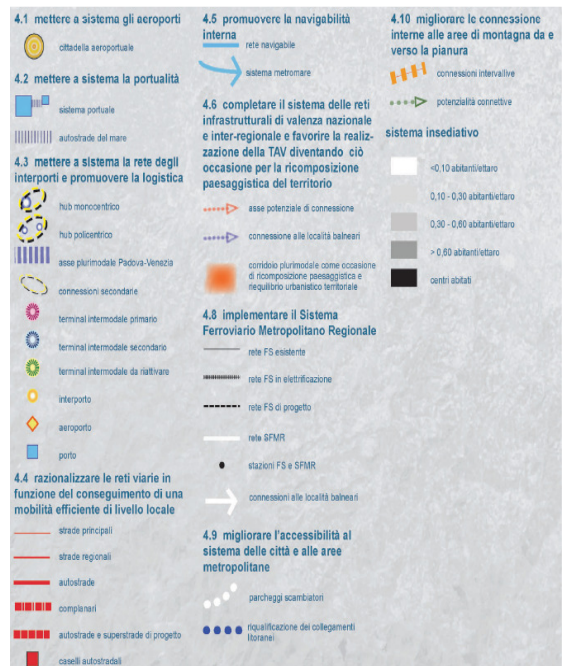 4.1 mettere a sistema gli aeroporti
cittadella aeroportuale
4.2 mettere a sistema la portualità
sistema portuale
autostrade del mare
4.3 mettere a sistema la rete degli
interporti e promuovere la logistica
hub monocentrico
hub policentrico
asse plurimodale Padova-Venezia
connessioni secondarie
terminal intermodale primario
terminal intermodale secondario
terminal intermodale da riattivare
interporto
aeroporto
porto
4.4 razionalizzare le reti viarie in
funzione del conseguimento di una
mobilità efficiente di livello locale
strade principali
strade regionali
autostrade
complanari
autostrade e superstrade di progetto
caselli autostradali
4.5 promuovere la navigabilità
interna
rete navigabile
sistema metromare
4.6 completare il sistema delle reti
infrastrutturali di valenza nazionale
e inter-regionale e favorire la realiz-
zazione della TAV diventando ciò
occasione per la ricomposizione
paesaggistica del territorio
asse potenziale di connessione
connessione alle località balneari
corridoio plurimodale come occasione
di ricomposizione paesaggistica e
riequilibrio urbanistico territoriale
4.8 implementare il Sistema
Ferroviario Metropolitano Regionale
rete FS esistente
rete FS in elettrificazione
rete FS di progetto
rete SFMR
stazioni FS e SFMR
connessioni alle località balneari
4.9 migliorare l'accessibilità al
sistema delle città e alle aree
metropolitane
parcheggi scambiatori
riqualificazione dei collegamenti
litoranei
4.10 migliorare le connessione
interne alle aree di montagna da e
verso la pianura
connessioni intervallive
potenzialità connettive
sistema insediativo
<0.10 abitanti/ettaro
0,10 - 0,30 abitanti/ettaro
0,30 - 0,60 abitanti/ettaro
> 0,60 abitanti/ettaro
centri abitati